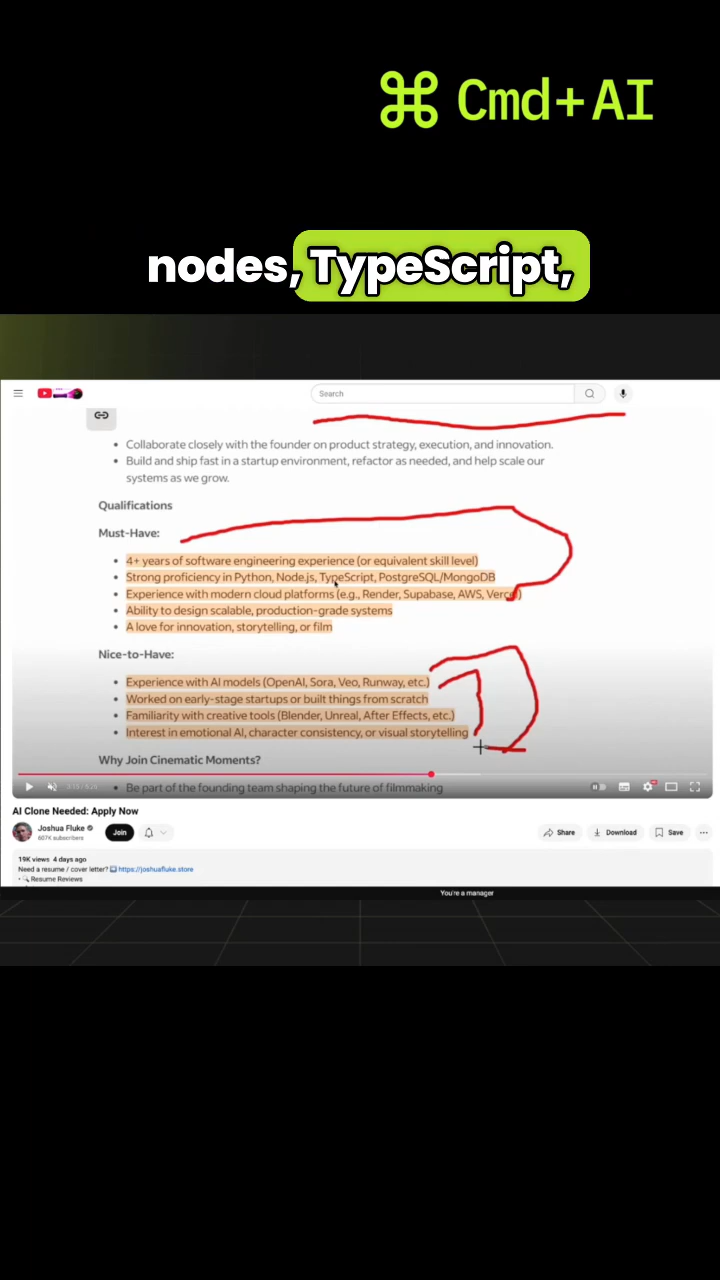 ⌘ Cmd+AI
nodes, TypeScript,
Search
• Collaborate closely with the founder on product strategy, execution, and innovation.
• Build and ship fast in a startup environment, refactor as needed, and help scale our
systems as we grow.
Qualifications
Must-Have:
• 4+ years of software engineering experience (or equivalent skill level)
• Strong proficiency in Python, Node.js, TypeScript, PostgreSQL/MongoDB
• Experience with modern cloud platforms (e.g., Render, Supabase, AWS, Vercel)
• Ability to design scalable, production-grade systems
• A love for innovation, storytelling, or film
Nice-to-Have:
• Experience with AI models (OpenAI, Sora, Veo, Runway, etc.)
• Worked on early-stage startups or built things from scratch
• Familiarity with creative tools (Blender, Unreal, After Effects, etc.)
• Interest in emotional AI, character consistency, or visual storytelling
Why Join Cinematic Moments?
• Be part of the founding team shaping the future of filmmaking
AI Clone Needed: Apply Now
Joshua Fluke
607K subscribers
Join
Share
Download
Save
19K views 4 days ago
Need a resume / cover letter? https://joshuafluke.store
• Resume Reviews
You're a manager